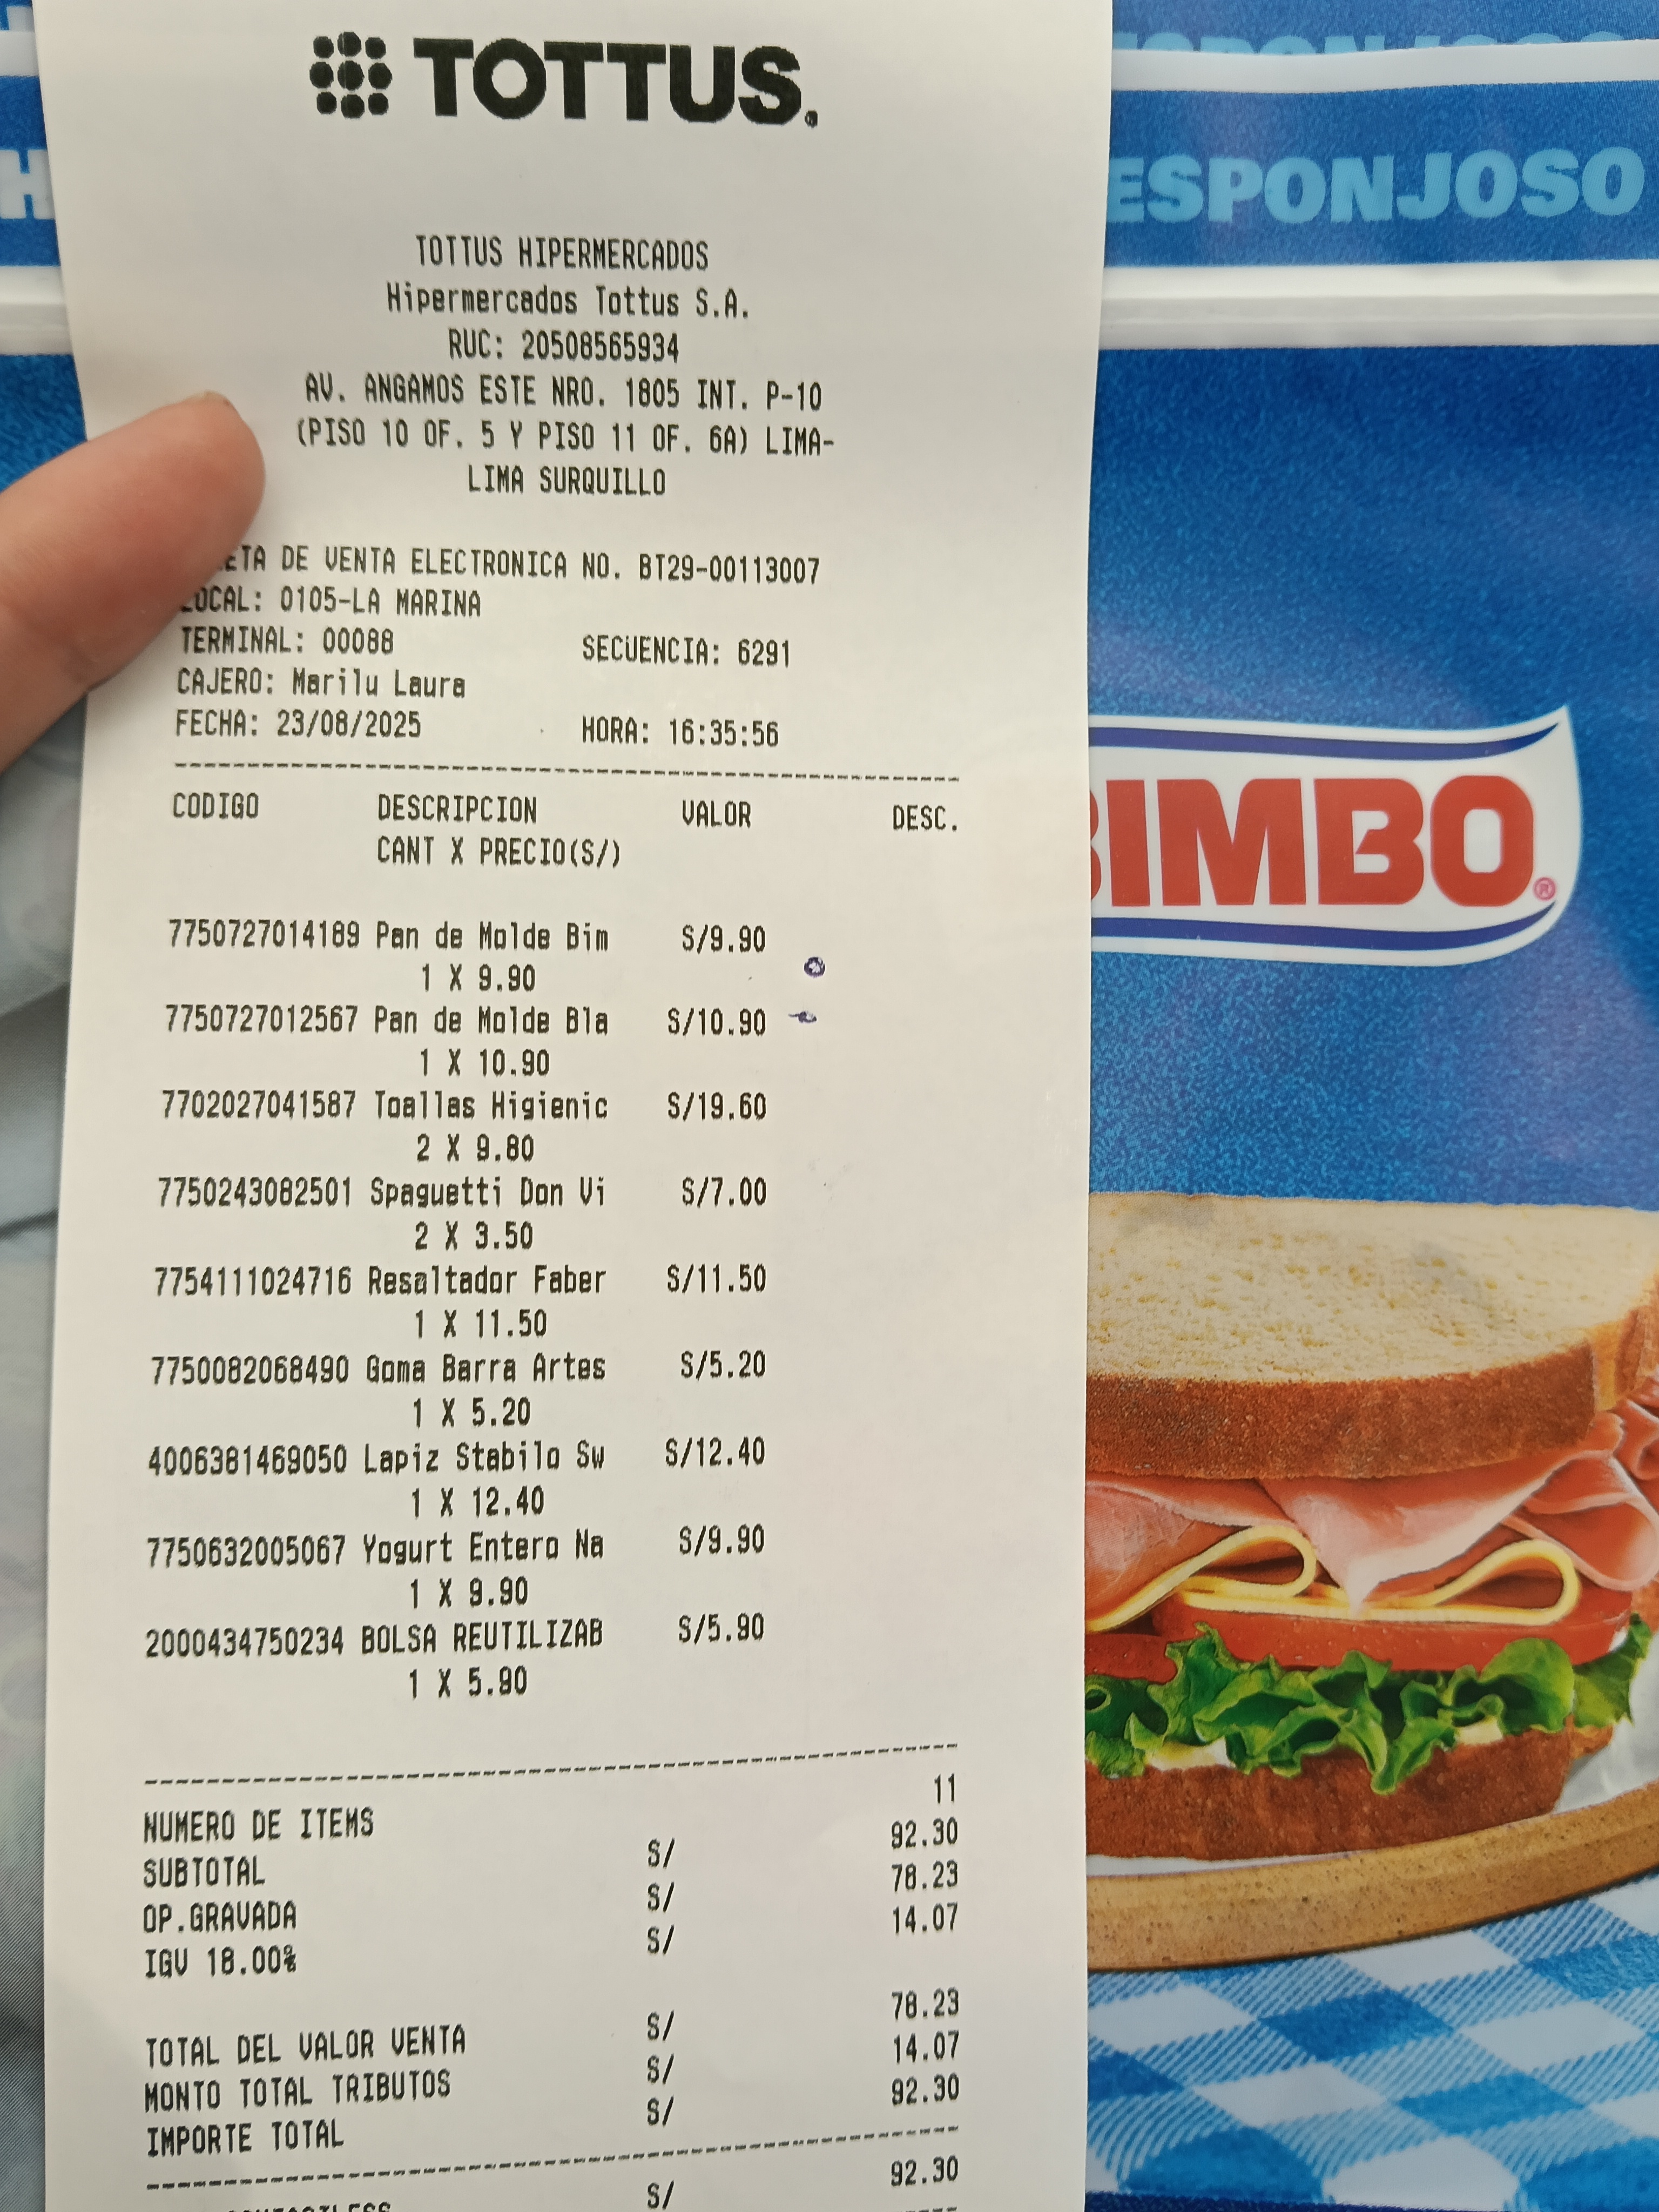 TOTTUS.
TOTTUS HIPERMERCADOS
Hipermercados Tottus S.A.
RUC: 20508565934
AV. ANGAMOS ESTE NRO. 1805 INT. P-10
(PISO 10 OF. 5 Y PISO 11 OF. 6A) LIMA-
LIMA SURQUILLO
DE VENTA ELECTRONICA NO. BT29-00113007
LOCAL: 0105-LA MARINA
TERMINAL: 00088 SECUENCIA: 6291
CAJERO: Marilu Laura
FECHA: 23/08/2025 HORA: 16:35:56
CODIGO DESCRIPCION VALOR DESC.
CANT X PRECIO(S/)
7750727014189 Pan de Molde Bim S/9.90
1 X 9.90
7750727012567 Pan de Molde Bla S/10.90
1 X 10.90
7702027041587 Toallas Higienic S/19.60
2 X 9.80
7750243082501 Spaguetti Don Vi S/7.00
2 X 3.50
7754111024716 Resaltador Faber S/11.50
1 X 11.50
7750082068490 Goma Barra Artes S/5.20
1 X 5.20
4006381469050 Lapiz Stabilo Sw S/12.40
1 X 12.40
7750632005067 Yogurt Entero Na S/9.90
1 X 9.90
2000434750234 BOLSA REUTILIZAB S/5.90
1 X 5.90
NUMERO DE ITEMS 11
SUBTOTAL S/ 92.30
OP.GRAVADA S/ 78.23
IGV 18.00% S/ 14.07
TOTAL DEL VALOR VENTA S/ 78.23
MONTO TOTAL TRIBUTOS S/ 14.07
IMPORTE TOTAL S/ 92.30
S/ 92.30
ESPONJOSO
BIMBO®